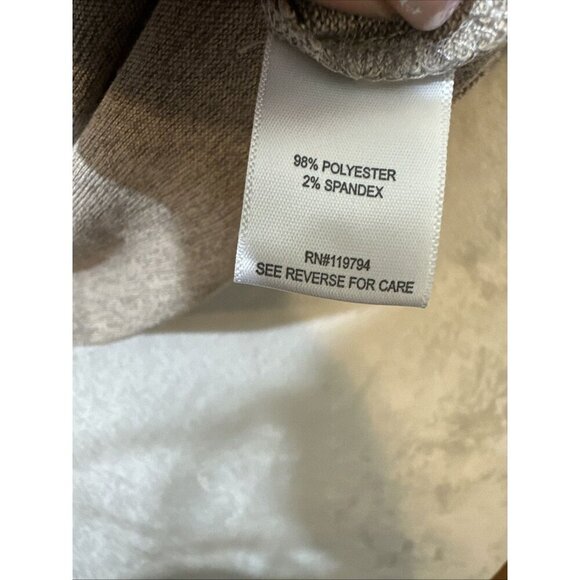 98% POLYESTER
2% SPANDEX
RN#119794
SEE REVERSE FOR CARE